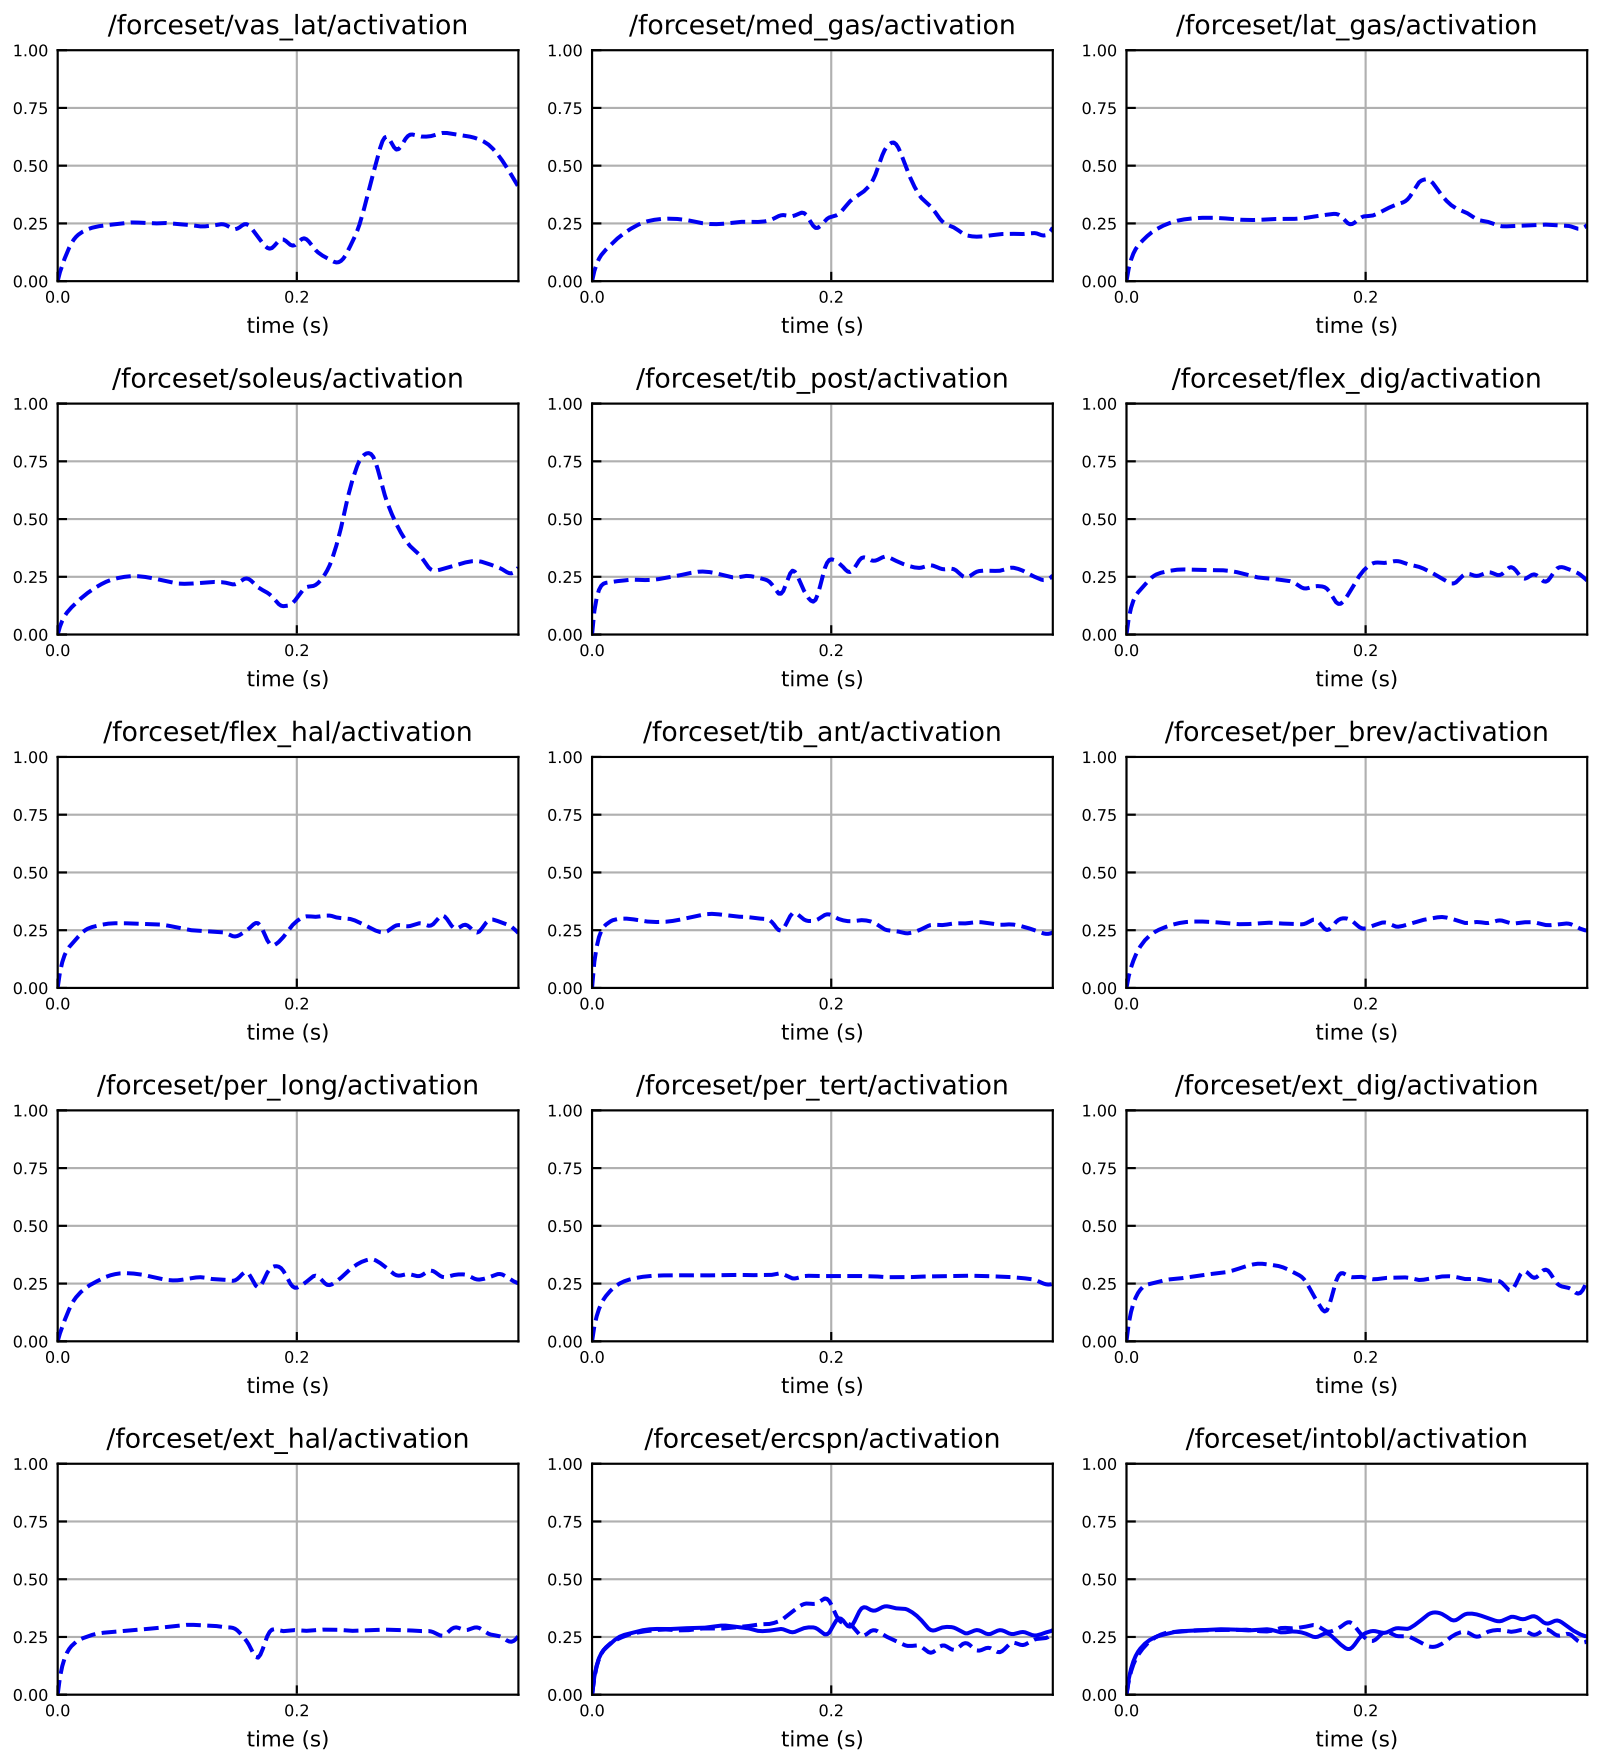 /forceset/vas_lat/activation /forceset/med_gas/activation /forceset/lat_gas/activation
1.00 1.00 1.00
0.75 0.75 0.75
0.50 0.50 0.50
0.25 0.25 0.25
0.00 0.00 0.00
0.0 0.2 0.0 0.2 0.0 0.2
time (s) time (s) time (s)
/forceset/soleus/activation /forceset/tib_post/activation /forceset/flex_dig/activation
1.00 1.00 1.00
0.75 0.75 0.75
0.50 0.50 0.50
0.25 0.25 0.25
0.00 0.00 0.00
0.0 0.2 0.0 0.2 0.0 0.2
time (s) time (s) time (s)
/forceset/flex_hal/activation /forceset/tib_ant/activation /forceset/per_brev/activation
1.00 1.00 1.00
0.75 0.75 0.75
0.50 0.50 0.50
0.25 0.25 0.25
0.00 0.00 0.00
0.0 0.2 0.0 0.2 0.0 0.2
time (s) time (s) time (s)
/forceset/per_long/activation /forceset/per_tert/activation /forceset/ext_dig/activation
1.00 1.00 1.00
0.75 0.75 0.75
0.50 0.50 0.50
0.25 0.25 0.25
0.00 0.00 0.00
0.0 0.2 0.0 0.2 0.0 0.2
time (s) time (s) time (s)
/forceset/ext_hal/activation /forceset/ercspn/activation /forceset/intobl/activation
1.00 1.00 1.00
0.75 0.75 0.75
0.50 0.50 0.50
0.25 0.25 0.25
0.00 0.00 0.00
0.0 0.2 0.0 0.2 0.0 0.2
time (s) time (s) time (s)